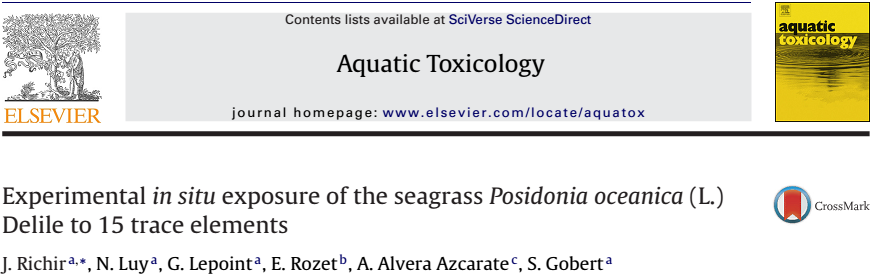 Contents lists available at SciVerse ScienceDirect
Aquatic Toxicology
journal homepage: www.elsevier.com/locate/aquatox
ELSEVIER
aquatic
toxicology
Experimental in situ exposure of the seagrass Posidonia oceanica (L.)
Delile to 15 trace elements
CrossMark
J. Richir a,*, N. Luy a, G. Lepoint a, E. Rozet b, A. Alvera Azcarate c, S. Gobert a